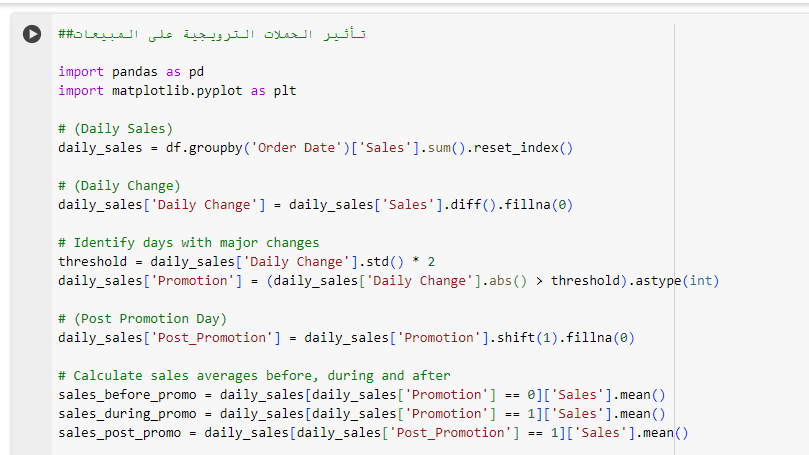 ##تأثير الحملات الترويجية على المبيعات
import pandas as pd
import matplotlib.pyplot as plt
# (Daily Sales)
daily_sales = df.groupby('Order Date')['Sales'].sum().reset_index()
# (Daily Change)
daily_sales['Daily Change'] = daily_sales['Sales'].diff().fillna(0)
# Identify days with major changes
threshold = daily_sales['Daily Change'].std() * 2
daily_sales['Promotion'] = (daily_sales['Daily Change'].abs() > threshold).astype(int)
# (Post Promotion Day)
daily_sales['Post_Promotion'] = daily_sales['Promotion'].shift(1).fillna(0)
# Calculate sales averages before, during and after
sales_before_promo = daily_sales[daily_sales['Promotion'] == 0]['Sales'].mean()
sales_during_promo = daily_sales[daily_sales['Promotion'] == 1]['Sales'].mean()
sales_post_promo = daily_sales[daily_sales['Post_Promotion'] == 1]['Sales'].mean()